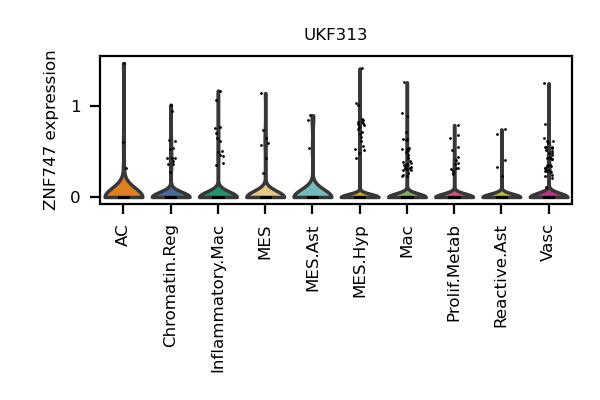 UKF313
ZNF747 expression
1
0
AC
Chromatin.Reg
Inflammatory.Mac
MES
MES.Ast
MES.Hyp
Mac
Prolif.Metab
Reactive.Ast
Vasc